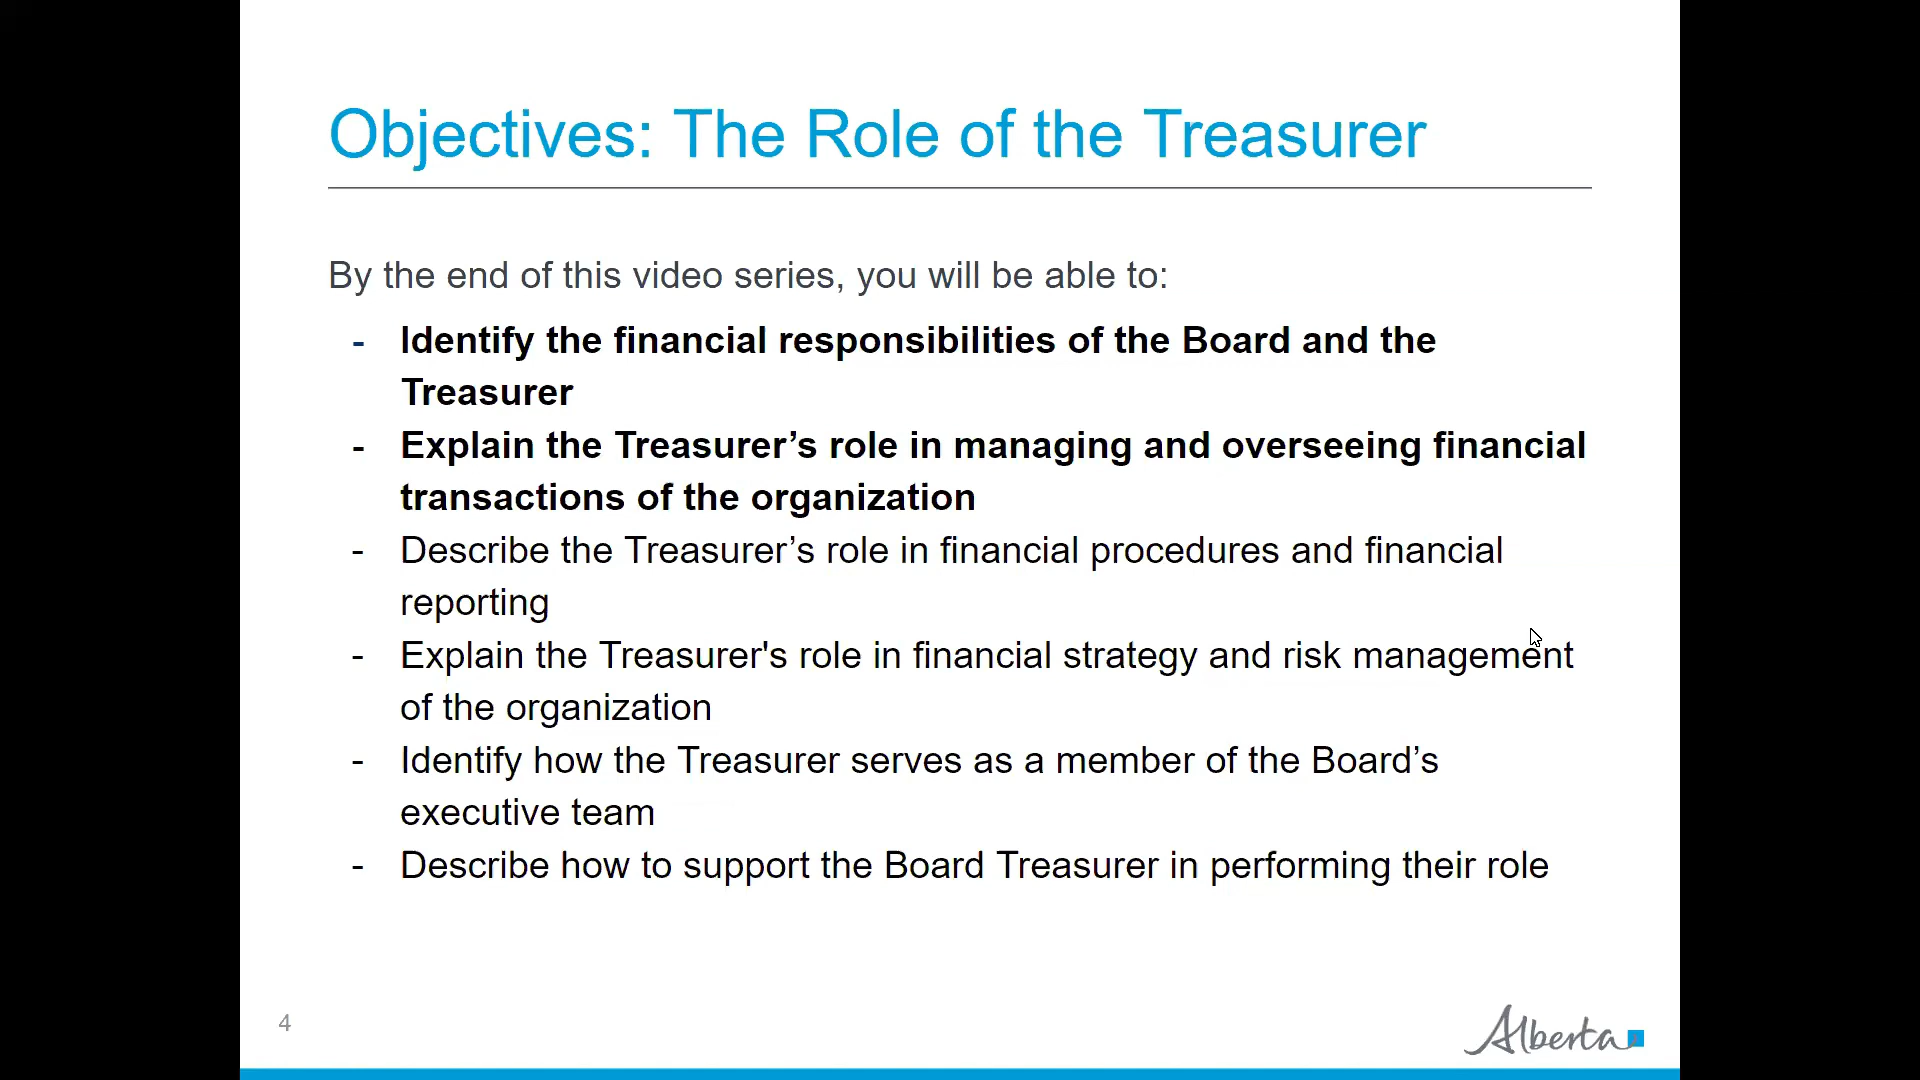 Objectives: The Role of the Treasurer
By the end of this video series, you will be able to:
- Identify the financial responsibilities of the Board and the
Treasurer
- Explain the Treasurer’s role in managing and overseeing financial
transactions of the organization
- Describe the Treasurer’s role in financial procedures and financial
reporting
- Explain the Treasurer's role in financial strategy and risk management
of the organization
- Identify how the Treasurer serves as a member of the Board’s
executive team
- Describe how to support the Board Treasurer in performing their role
4
Alberta